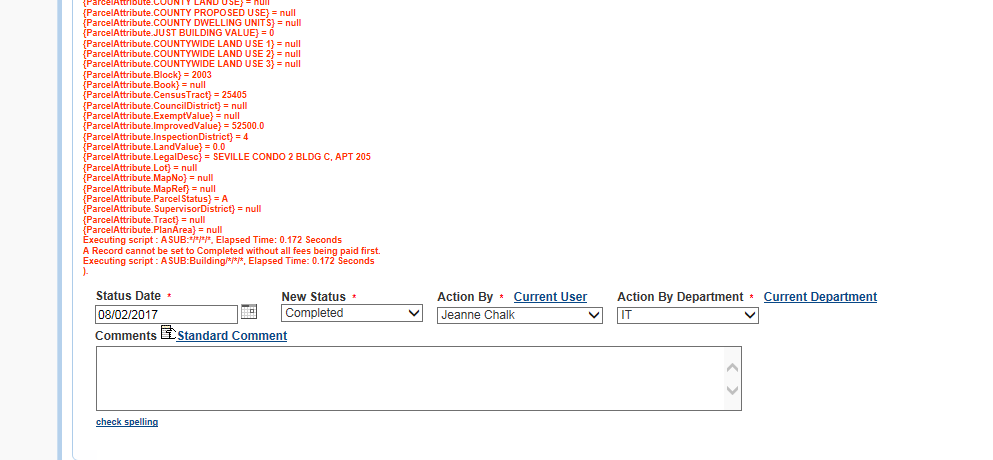 {ParcelAttribute.COUNTY LAND USE} = null
{ParcelAttribute.COUNTY PROPOSED USE} = null
{ParcelAttribute.COUNTY DWELLING UNITS} = null
{ParcelAttribute.JUST BUILDING VALUE} = 0
{ParcelAttribute.COUNTYWIDE LAND USE 1} = null
{ParcelAttribute.COUNTYWIDE LAND USE 2} = null
{ParcelAttribute.COUNTYWIDE LAND USE 3} = null
{ParcelAttribute.Block} = 2003
{ParcelAttribute.Book} = null
{ParcelAttribute.CensusTract} = 25405
{ParcelAttribute.CouncilDistrict} = null
{ParcelAttribute.ExemptValue} = null
{ParcelAttribute.ImprovedValue} = 52500.0
{ParcelAttribute.InspectionDistrict} = 4
{ParcelAttribute.LandValue} = 0.0
{ParcelAttribute.LegalDesc} = SEVILLE CONDO 2 BLDG C, APT 205
{ParcelAttribute.Lot} = null
{ParcelAttribute.MapNo} = null
{ParcelAttribute.MapRef} = null
{ParcelAttribute.ParcelStatus} = A
{ParcelAttribute.SupervisorDistrict} = null
{ParcelAttribute.Tract} = null
{ParcelAttribute.PlanArea} = null
Executing script : ASUB:*/*/*/*, Elapsed Time: 0.172 Seconds
A Record cannot be set to Completed without all fees being paid first.
Executing script : ASUB:Building/*/*/*, Elapsed Time: 0.172 Seconds
).
Status Date * New Status * Action By * Current User Action By Department * Current Department
08/02/2017 Completed Jeanne Chalk IT
Comments Standard Comment
check spelling